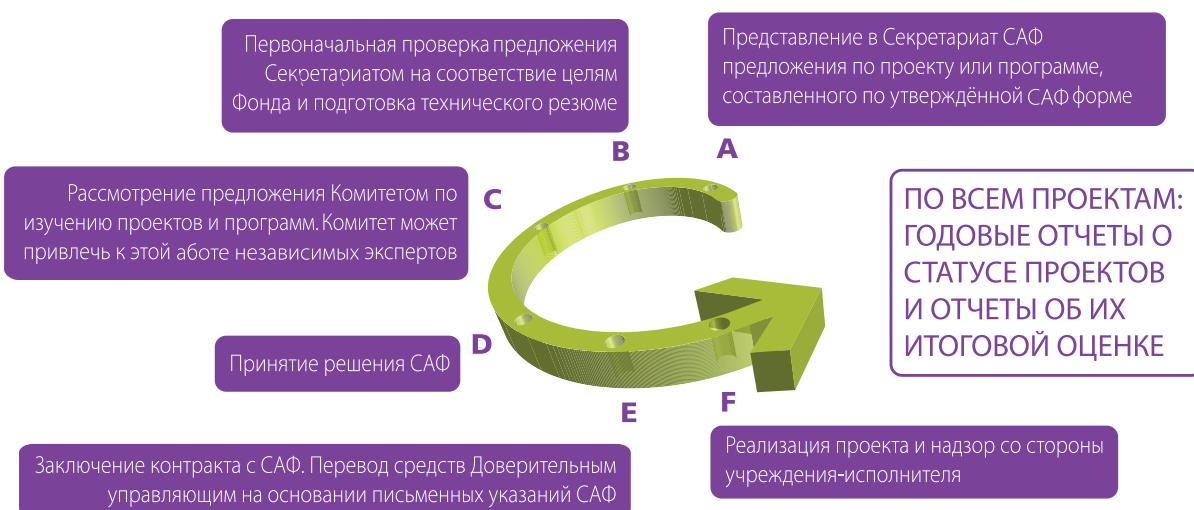 Представление в Секретариат САФ
предложения по проекту или программе,
составленного по утверждённой САФ форме
A
Первоначальная проверка предложения
Секретариатом на соответствие целям
Фонда и подготовка технического резюме
B
Рассмотрение предложения Комитетом по
изучению проектов и программ. Комитет может
привлечь к этой аботе независимых экспертов
C
Принятие решения САФ
D
Заключение контракта с САФ. Перевод средств Доверительным
управляющим на основании письменных указаний САФ
E
Реализация проекта и надзор со стороны
учреждения-исполнителя
F
ПО ВСЕМ ПРОЕКТАМ:
ГОДОВЫЕ ОТЧЕТЫ О
СТАТУСЕ ПРОЕКТОВ
И ОТЧЕТЫ ОБ ИХ
ИТОГОВОЙ ОЦЕНКЕ